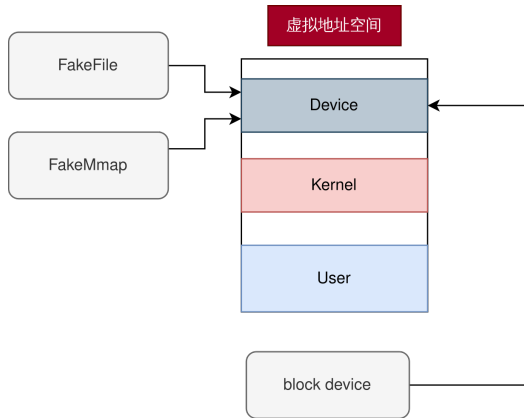 虚拟地址空间
FakeFile
Device
FakeMmap
Kernel
User
block device